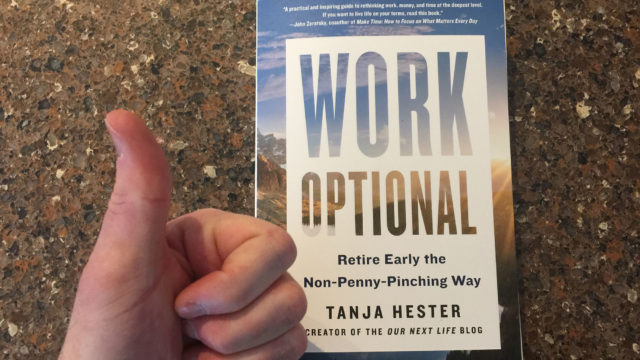 "A practical and inspiring guide to rethinking work, money, and time at the deepest level.
If you want to live life on your terms, read this book."
—John Zeratsky, coauthor of Make Time: How to Focus on What Matters Every Day
WORK
OPTIONAL
Retire Early the
Non-Penny-Pinching Way
TANJA HESTER
CREATOR OF THE OUR NEXT LIFE BLOG